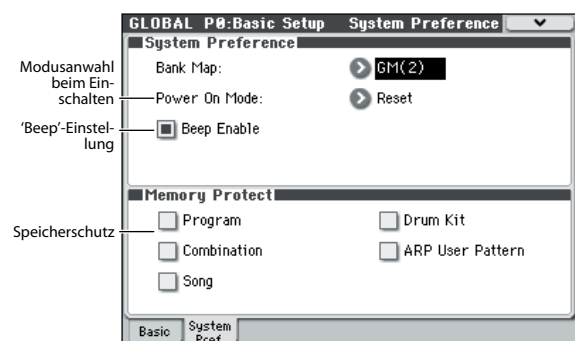 GLOBAL P0:Basic Setup System Preference
System Preference
Modusanwahl
beim Ein-
schalten
Bank Map: GM(2)
Power On Mode: Reset
'Beep'-Einstel-
lung
Beep Enable
Memory Protect
Speicherschutz
Program Drum Kit
Combination ARP User Pattern
Song
Basic System
Pref